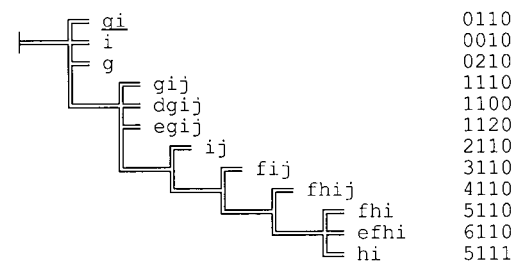 gi 0110
i 0010
g 0210
gij 1110
dgij 1100
egij 1120
ij 2110
fij 3110
fhij 4110
fhi 5110
efhi 6110
hi 5111